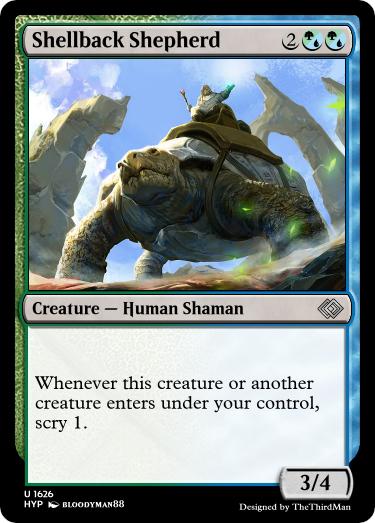 Shellback Shepherd 2
Creature — Human Shaman
Whenever this creature or another
creature enters under your control,
scry 1.
3/4
U 1626
HYP BLOODYMAN88
Designed by TheThirdMan